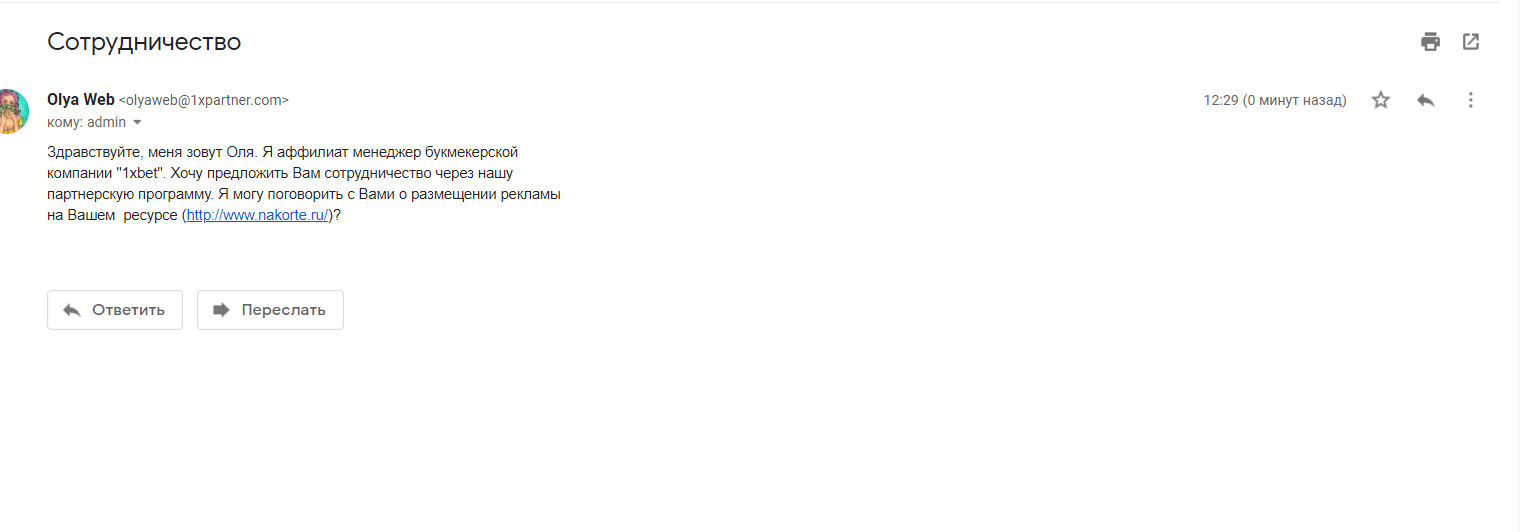 Сотрудничество
Olya Web <olyaweb@1xpartner.com>
12:29 (0 минут назад)
кому: admin
Здравствуйте, меня зовут Оля. Я аффилиат менеджер букмекерской
компании "1xbet". Хочу предложить Вам сотрудничество через нашу
партнерскую программу. Я могу поговорить с Вами о размещении рекламы
на Вашем  ресурсе (http://www.nakorte.ru/)?
Ответить
Переслать